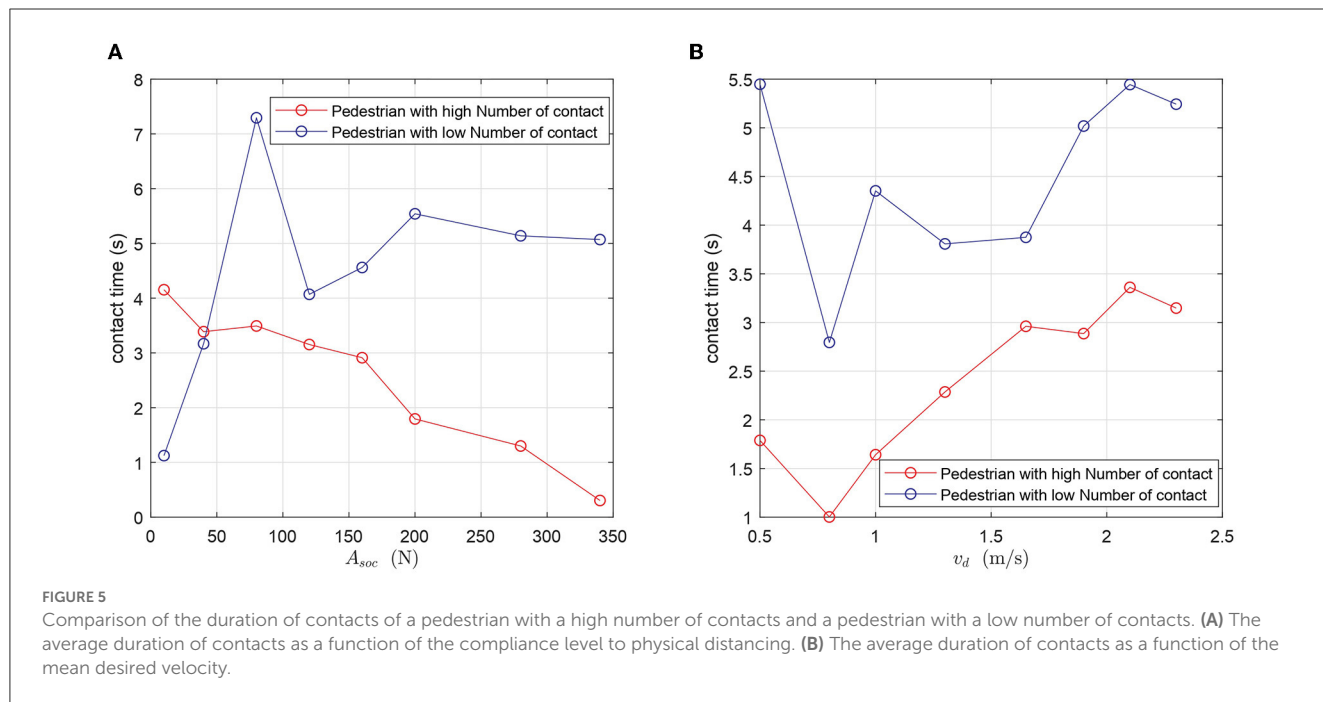 A
8
7
6
5
4
3
2
1
0
0
50
100
150
200
250
300
350
contact time (s)
A_soc (N)
Pedestrian with high Number of contact
Pedestrian with low Number of contact
B
5.5
5
4.5
4
3.5
3
2.5
2
1.5
1
0.5
1
1.5
2
2.5
contact time (s)
v_d (m/s)
Pedestrian with high Number of contact
Pedestrian with low Number of contact
FIGURE 5
Comparison of the duration of contacts of a pedestrian with a high number of contacts and a pedestrian with a low number of contacts. (A) The
average duration of contacts as a function of the compliance level to physical distancing. (B) The average duration of contacts as a function of the
mean desired velocity.